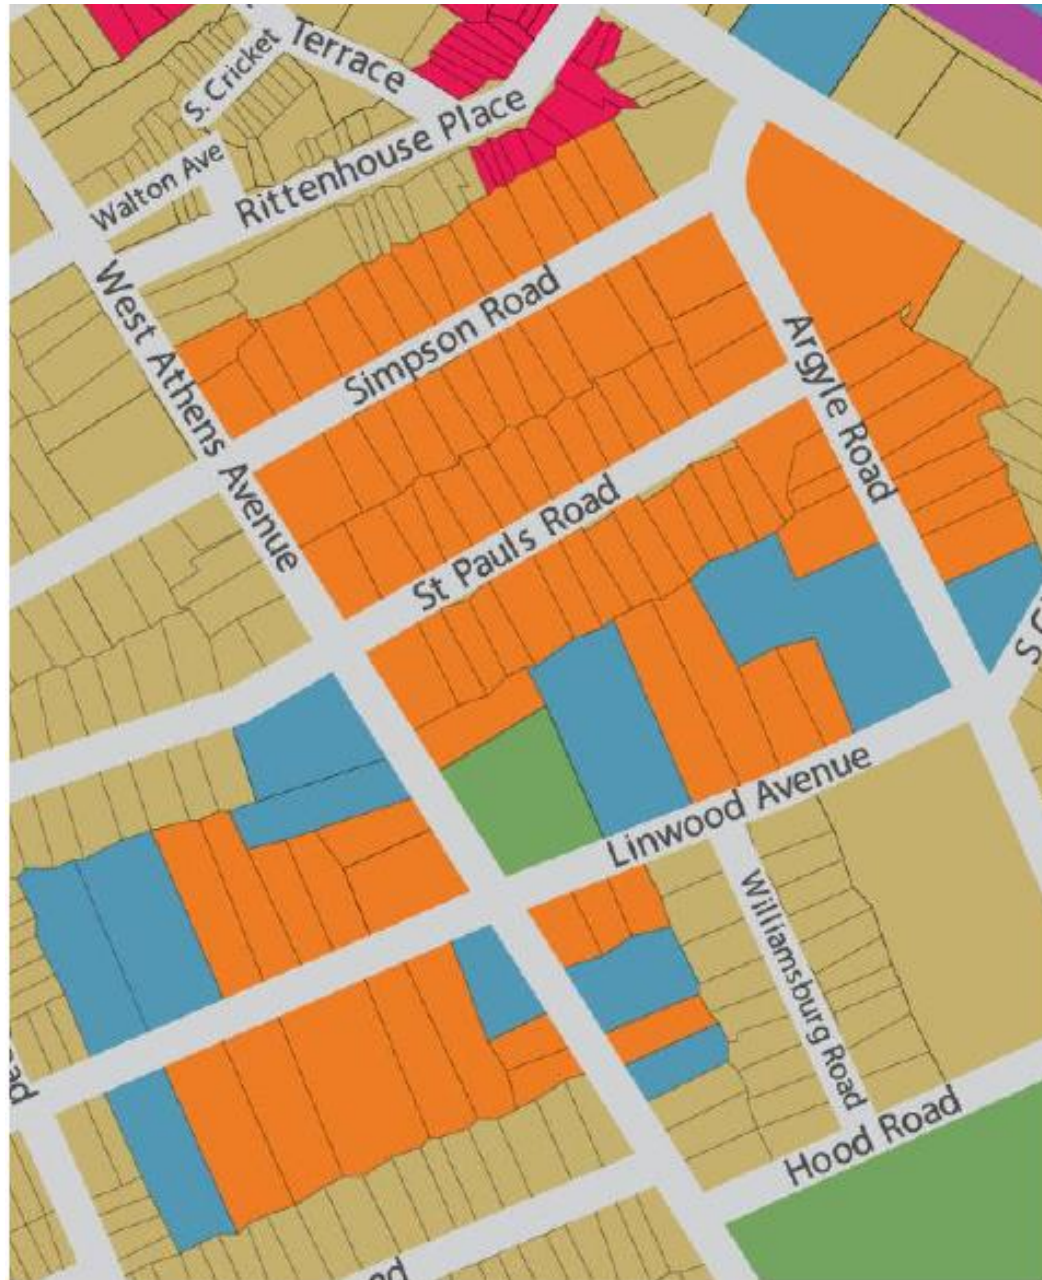 Terrace
S. Cricket
Rittenhouse Place
Walton Ave
West Athens Avenue
Simpson Road
Argyle Road
St Pauls Road
Linwood Avenue
Williamsburg Road
Hood Road